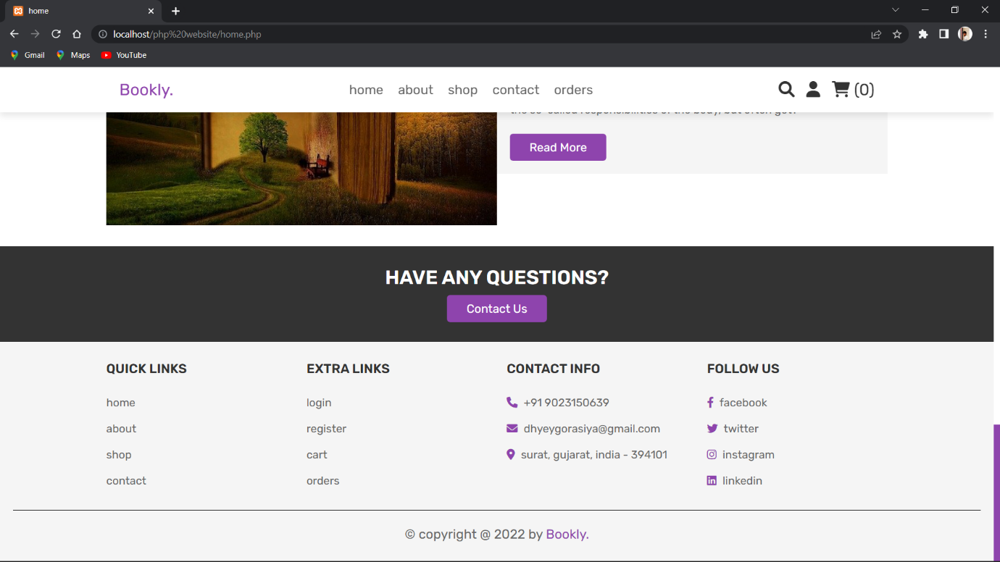 home
localhost/php%20website/home.php
Gmail Maps YouTube
Bookly. home about shop contact orders (0)
Read More
HAVE ANY QUESTIONS?
Contact Us
QUICK LINKS EXTRA LINKS CONTACT INFO FOLLOW US
home login +91 9023150639 facebook
about register dhyeygorasiya@gmail.com twitter
shop cart surat, gujarat, india - 394101 instagram
contact orders linkedin
© copyright @ 2022 by Bookly.